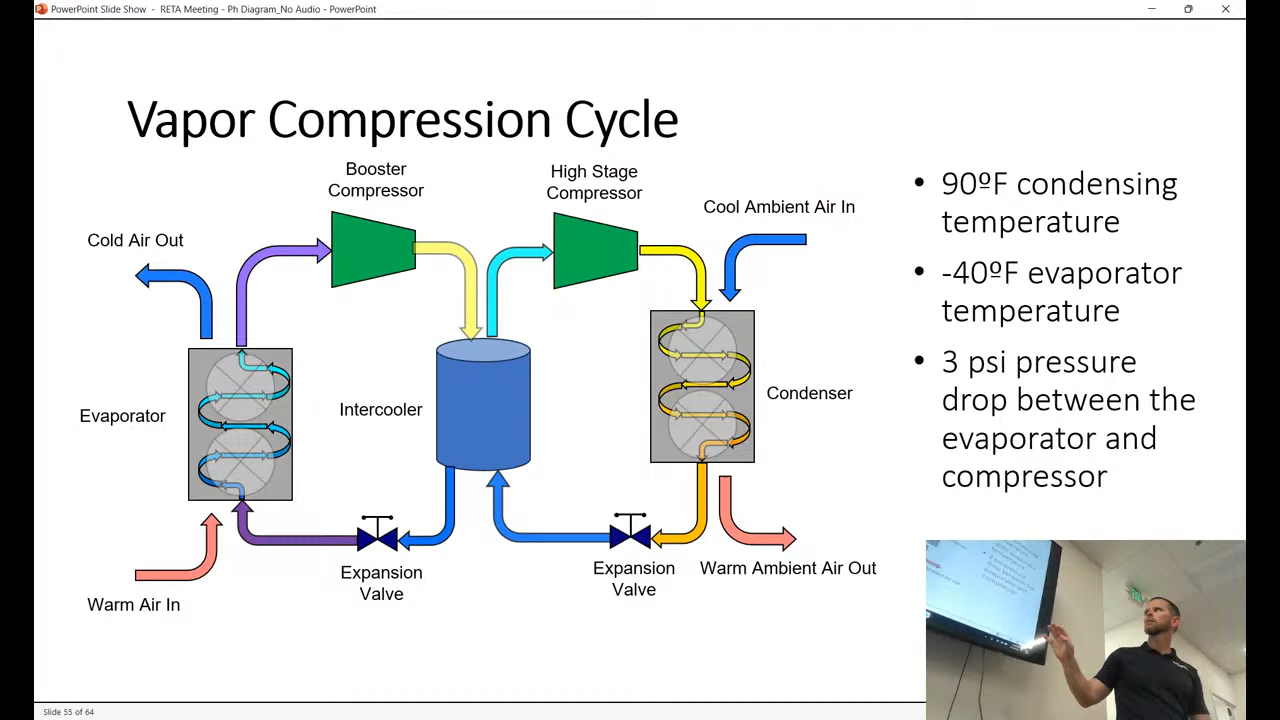 PowerPoint Slide Show - RETA Meeting - Ph Diagram_No Audio - PowerPoint
Vapor Compression Cycle
Booster
Compressor
High Stage
Compressor
Cool Ambient Air In
Cold Air Out
Evaporator
Intercooler
Condenser
Expansion
Valve
Expansion
Valve
Warm Ambient Air Out
Warm Air In
• 90ºF condensing
temperature
• -40ºF evaporator
temperature
• 3 psi pressure
drop between the
evaporator and
compressor
Slide 55 of 64